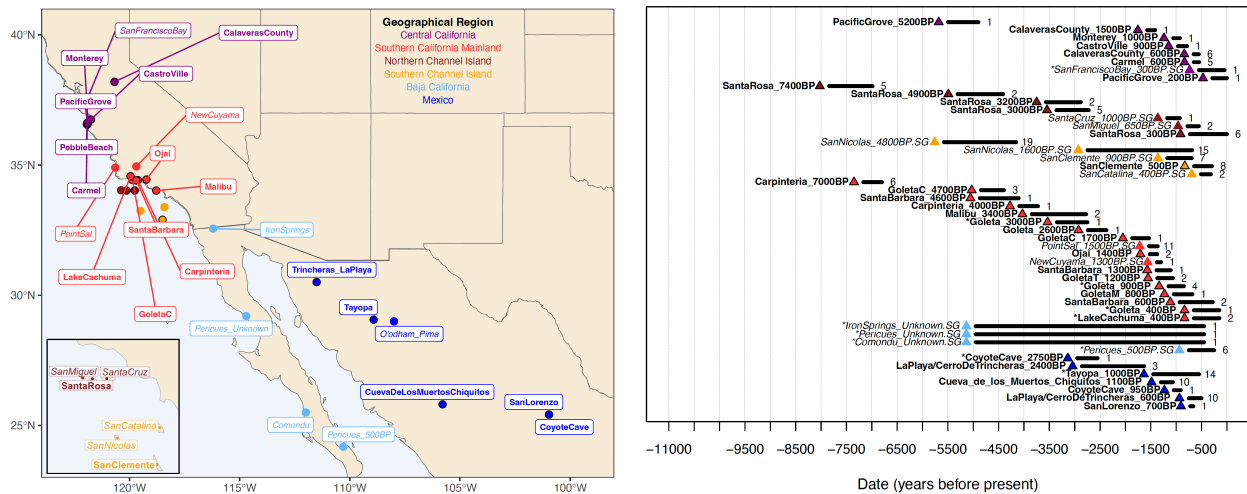 40°N
35°N
30°N
25°N
120°W
115°W
110°W
105°W
100°W
Geographical Region
Central California
Southern California Mainland
Northern Channel Island
Southern Channel Island
Baja California
Mexico
SanFranciscoBay
CalaverasCounty
Monterey
CastroVille
PacificGrove
PebbleBeach
Carmel
NewCuyama
Ojai
Malibu
PointSal
SantaBarbara
LakeCachuma
Carpinteria
GoletaC
IronSprings
Trincheras_LaPlaya
Tayopa
O'odham_Pima
Pericues_Unknown
CuevaDeLosMuertosChiquitos
SanLorenzo
CoyoteCave
Comondu
Pericues_500BP
SanMiguel
SantaCruz
SantaRosa
SanCatalina
SanNicolas
SanClemente
PacificGrove_5200BP 1
CalaverasCounty_1500BP 1
Monterey_1000BP 1
CastroVille_900BP 1
CalaverasCounty_600BP 6
Carmel_600BP 5
*SanFranciscoBay_300BP.SG 1
PacificGrove_200BP 1
SantaRosa_7400BP 5
SantaRosa_4900BP 2
SantaRosa_3200BP 2
SantaRosa_3000BP 5
SantaCruz_1000BP.SG 1
SanMiguel_650BP.SG 2
SantaRosa_300BP 6
SanNicolas_4800BP.SG 19
SanNicolas_1600BP.SG 15
SanClemente_900BP.SG 7
SanClemente_500BP 8
SanCatalina_400BP.SG 2
Carpinteria_7000BP 6
GoletaC_4700BP 3
SantaBarbara_4600BP 1
Carpinteria_4000BP 1
Malibu_3400BP 2
*Goleta_3000BP 1
Goleta_2600BP 1
GoletaC_1700BP 1
PointSal_1500BP.SG 11
Ojai_1400BP 2
NewCuyama_1300BP.SG 1
SantaBarbara_1300BP 1
GoletaT_1200BP 2
*Goleta_900BP 4
GoletaM_800BP 1
SantaBarbara_600BP 2
*Goleta_400BP 1
*LakeCachuma_400BP 2
*IronSprings_Unknown.SG 1
*Pericues_Unknown.SG 1
*Comondu_Unknown.SG 1
*Pericues_500BP.SG 6
*CoyoteCave_2750BP 1
LaPlaya/CerroDeTrincheras_2400BP 3
*Tayopa_1000BP 14
Cueva_de_los_Muertos_Chiquitos_1100BP 10
CoyoteCave_950BP 1
LaPlaya/CerroDeTrincheras_600BP 10
SanLorenzo_700BP 1
−11000
−9500
−8500
−7500
−6500
−5500
−4500
−3500
−2500
−1500
−500
Date (years before present)